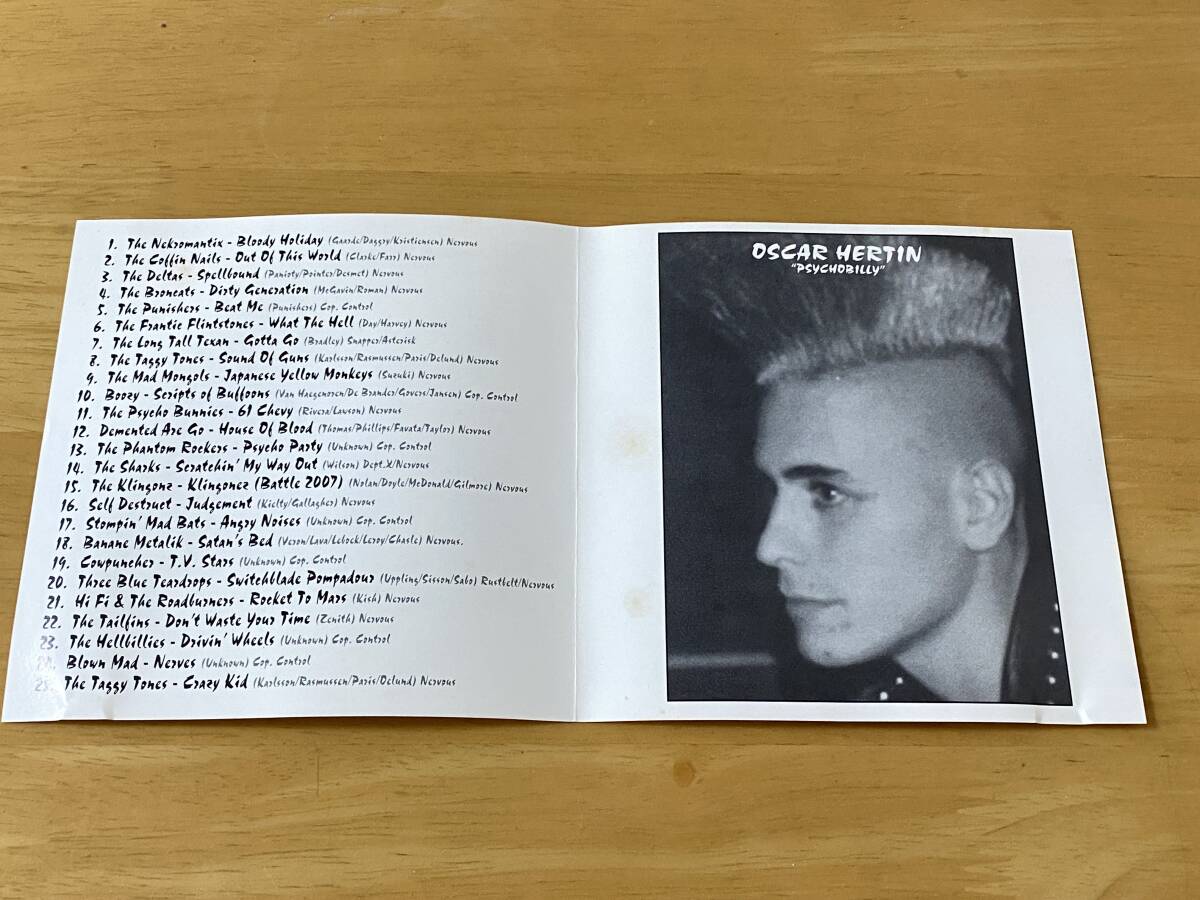 1. The Nekromantix - Bloody Holiday (Gaarde/Daggry/Kristiensen) Nervous
2. The Coffin Nails - Out Of This World (Clarke/Farr) Nervous
3. The Deltas - Spellbound (Panioty/Pointer/Desmet) Nervous
4. The Broncats - Dirty Generation (McGavin/Roman) Nervous
5. The Punishers - Beat Me (Punishers) Cop. Control
6. The Frantic Flintstones - What The Hell (Day/Harvey) Nervous
7. The Long Tall Texan - Gotta Go (Bradley) Snapper/Asterisk
8. The Taggy Tones - Sound Of Guns (Karlsson/Rasmussen/Paris/Oclund) Nervous
9. The Mad Mongols - Japanese Yellow Monkeys (Suzuki) Nervous
10. Boozy - Scripts of Buffoons (Van Haegenoren/De Brander/Govers/Jansen) Cop. Control
11. The Psycho Bunnies - 61 Chevy (Rivera/Lawson) Nervous
12. Demented Are Go - House Of Blood (Thomas/Phillips/Favata/Taylor) Nervous
13. The Phantom Rockers - Psycho Party (Unknown) Cop. Control
14. The Sharks - Scratchin' My Way Out (Wilson) Dept.X/Nervous
15. The Klingonz - Klingonez (Battle 2007) (Nolan/Doyle/McDonald/Gilmore) Nervous
16. Self Destruct - Judgement (Kielty/Gallagher) Nervous
17. Stompin' Mad Bats - Angry Noises (Unknown) Cop. Control
18. Banane Metalik - Satan's Bed (Veron/Lava/Lebock/Leroy/Chasle) Nervous.
19. Cowpuncher - T.V. Stars (Unknown) Cop. Control
20. Three Blue Teardrops - Switchblade Pompadour (Uppling/Sisson/Sabo) Rustbelt/Nervous
21. Hi Fi & The Roadburners - Rocket To Mars (Kish) Nervous
22. The Tailfins - Don't Waste Your Time (Zenith) Nervous
23. The Hellbillies - Drivin' Wheels (Unknown) Cop. Control
24. Blown Mad - Nerves (Unknown) Cop. Control
25. The Taggy Tones - Crazy Kid (Karlsson/Rasmussen/Paris/Oclund) Nervous
OSCAR HERTIN
"PSYCHOBILLY"